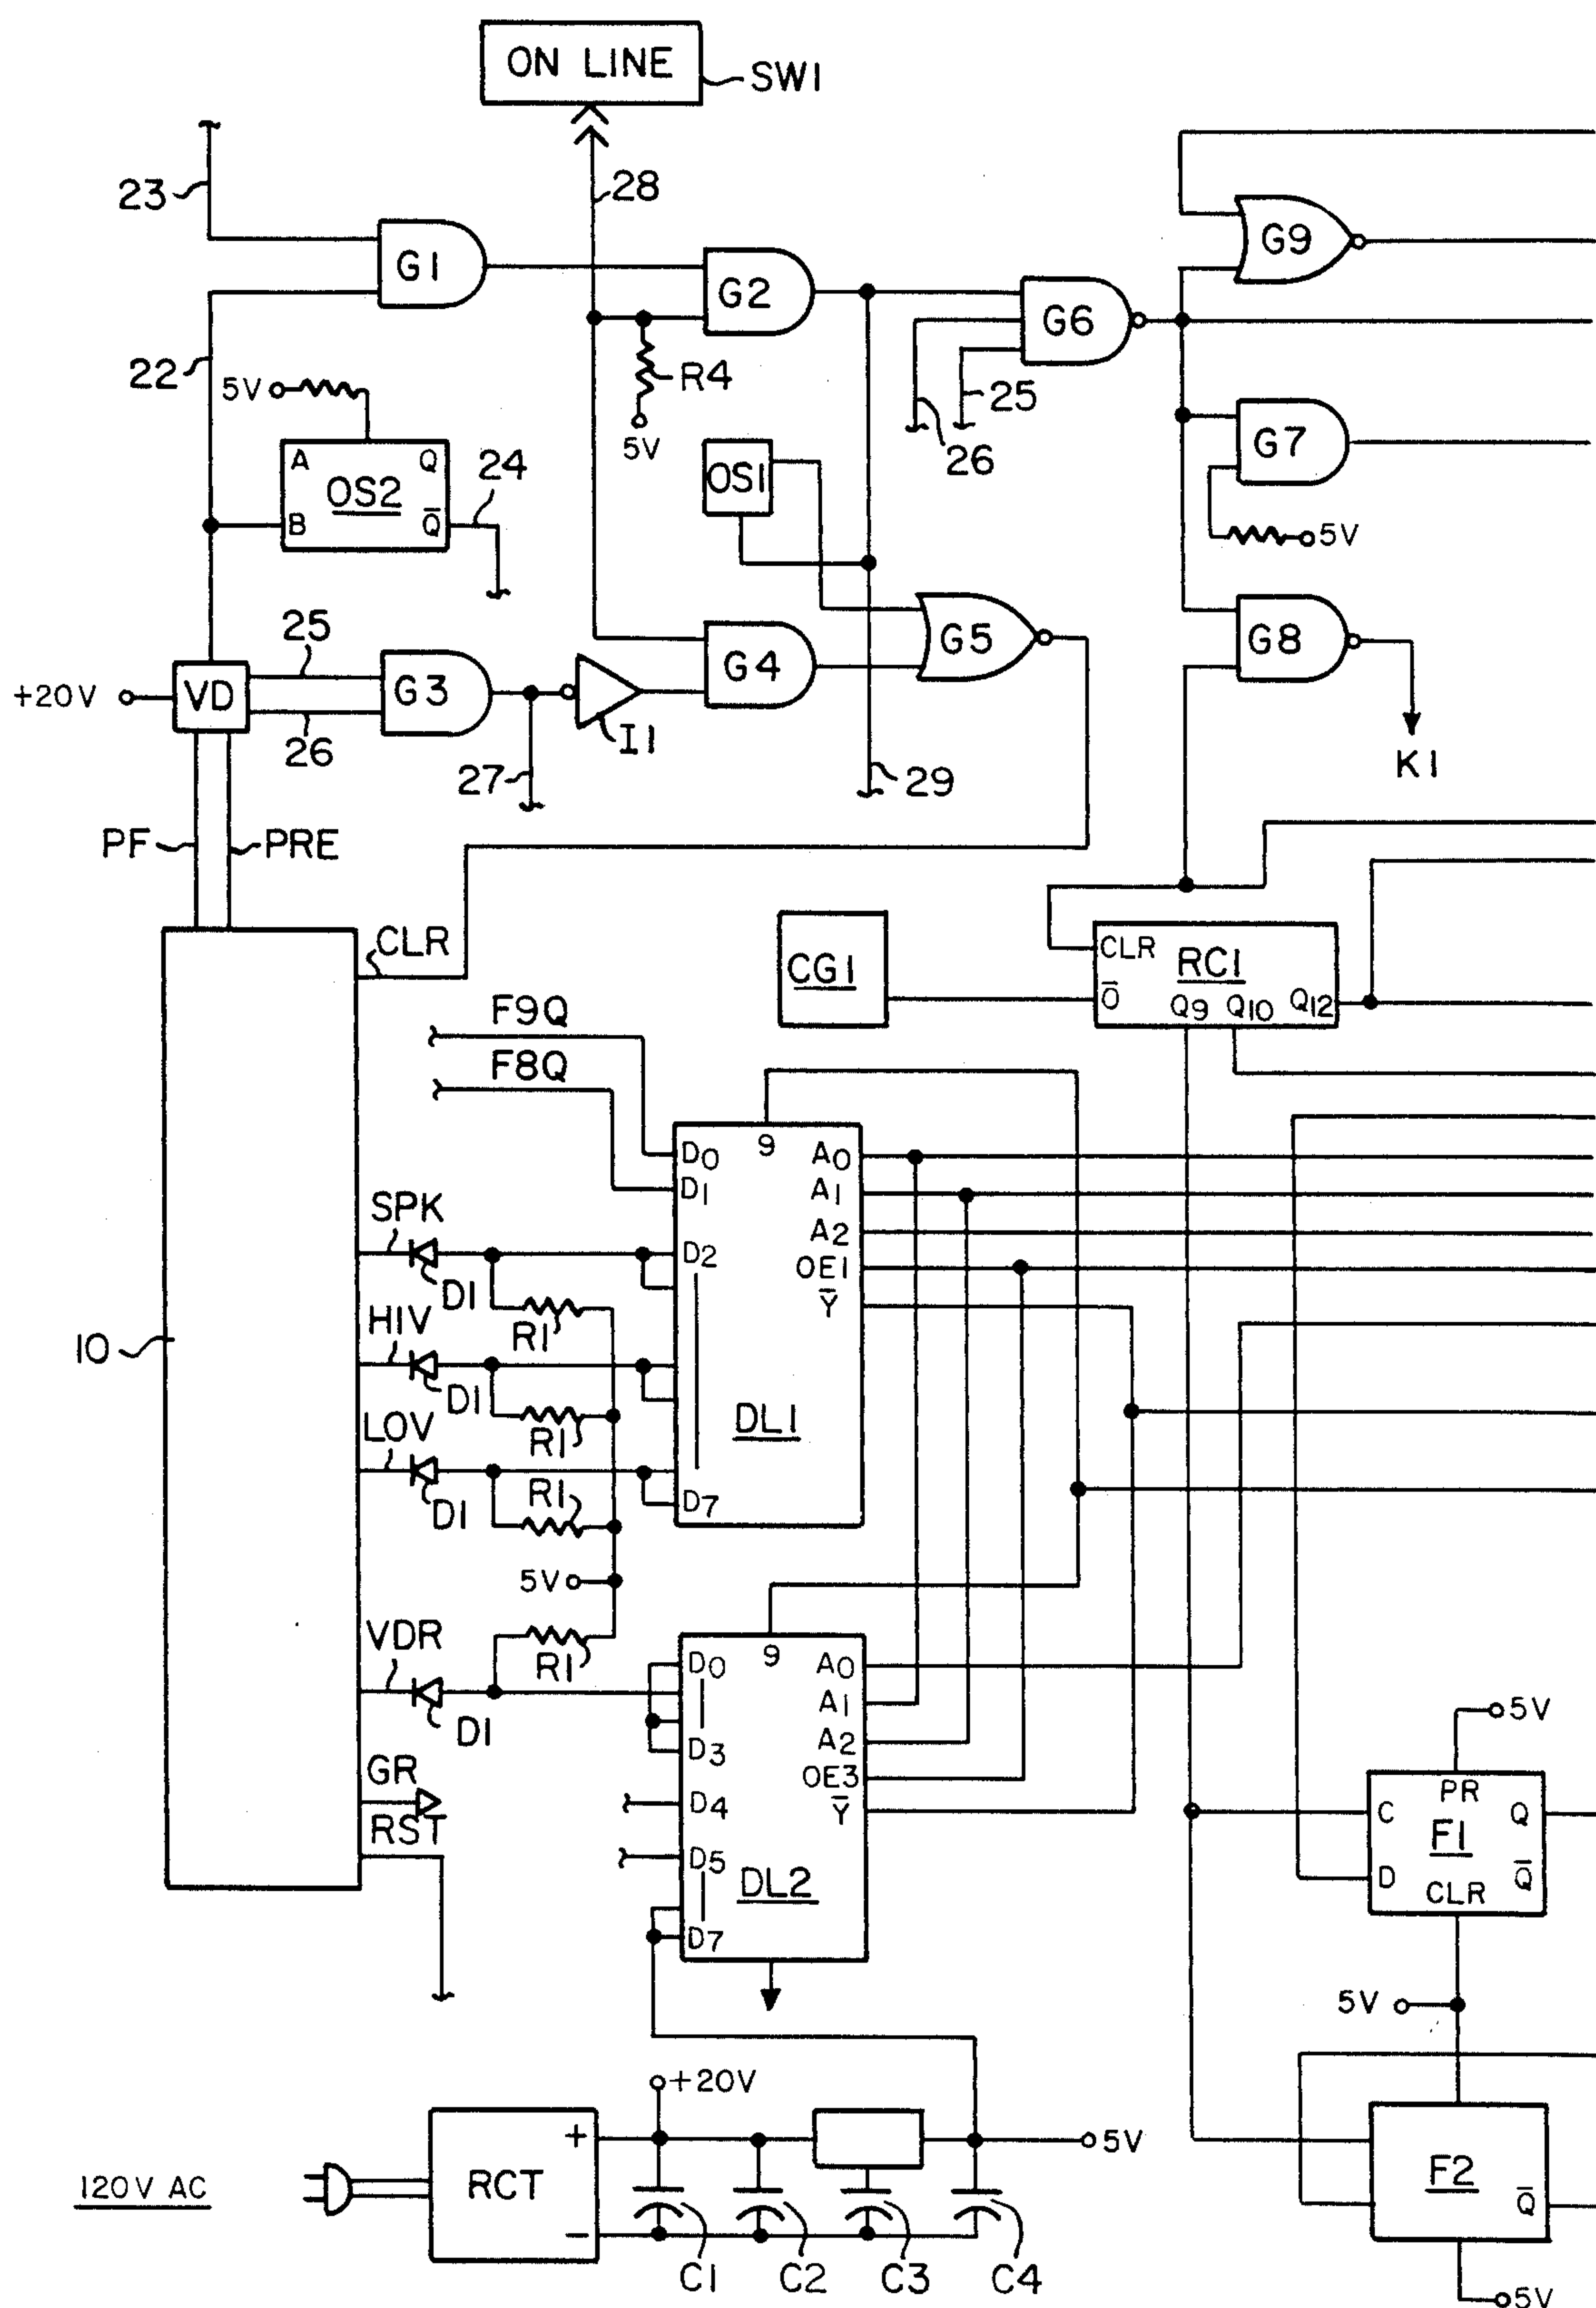 ON LINE
SW1
23
28
G1
G2
G9
G6
22
5V
R4
5V
25
26
G7
5V
A Q
OS2
B Q̅
24
OS1
G5
G8
25
+20V
VD
G3
26
I1
G4
27
29
K1
PF
PRE
CLR
CG1
CLR
RC1
O̅ Q9 Q10 Q12
F9Q
F8Q
9
D0 A0
D1 A1
A2
SPK
D2
OE1
D1
Y̅
R1
HIV
10
D1
R1
DL1
LOV
D1
R1
D7
5V
VDR
R1
D1
9
D0 A0
A1
D3 A2
OE3
D4 Y̅
D5
DL2
D7
GR
RST
5V
PR
C Q
F1
D Q̅
CLR
5V
+20V
+
5V
120V AC
RCT
−
C1
C2
C3
C4
F2
Q̅
5V